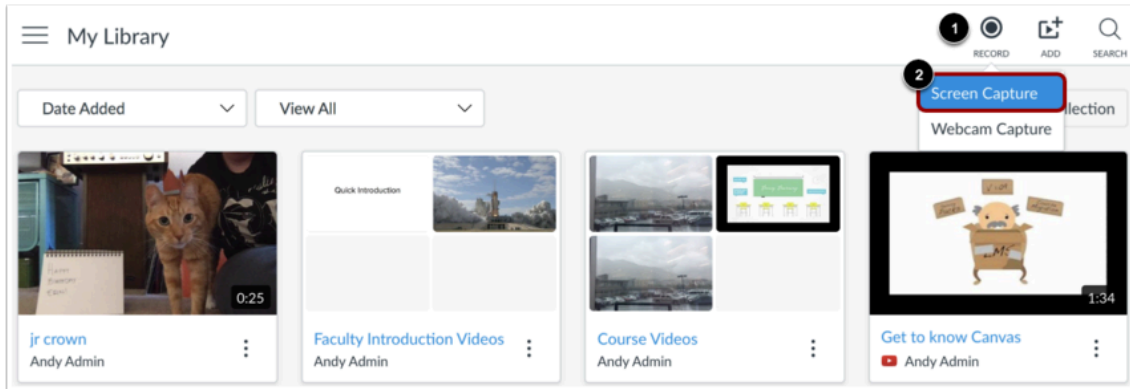 My Library
1
RECORD
ADD
SEARCH
2
Screen Capture
Webcam Capture
Date Added
View All
llection
Quick Introduction
0:25
LMS
1:34
jr crown
Andy Admin
Faculty Introduction Videos
Andy Admin
Course Videos
Andy Admin
Get to know Canvas
Andy Admin